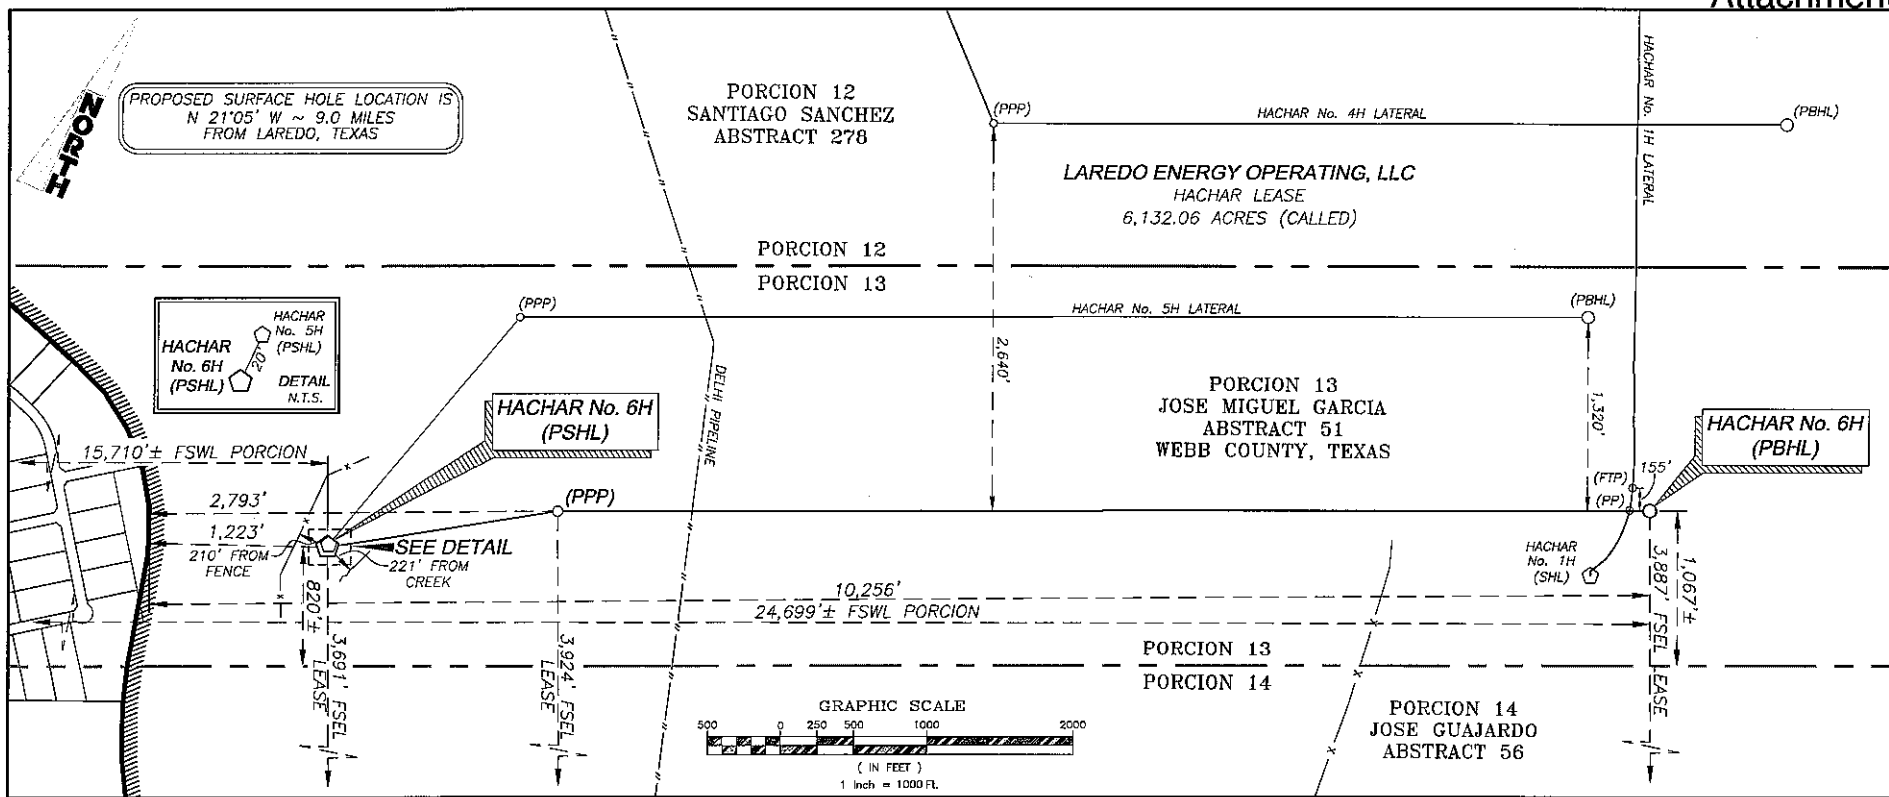 Attachment
NORTH
PROPOSED SURFACE HOLE LOCATION IS
N 21°05' W ~ 9.0 MILES
FROM LAREDO, TEXAS
PORCION 12
SANTIAGO SANCHEZ
ABSTRACT 278
(PPP)
HACHAR No. 4H LATERAL
(PBHL)
HACHAR No. 1H LATERAL
LAREDO ENERGY OPERATING, LLC
HACHAR LEASE
6,132.06 ACRES (CALLED)
PORCION 12
PORCION 13
(PPP)
HACHAR No. 5H LATERAL
(PBHL)
HACHAR
No. 5H
(PSHL)
HACHAR
No. 6H
(PSHL)
20'
DETAIL
N.T.S.
DELHI PIPELINE
2,640'
1,320'
PORCION 13
JOSE MIGUEL GARCIA
ABSTRACT 51
WEBB COUNTY, TEXAS
HACHAR No. 6H
(PSHL)
HACHAR No. 6H
(PBHL)
15,710'± FSWL PORCION
(FTP)
155'
(PP)
2,793'
(PPP)
1,223'
210' FROM
FENCE
SEE DETAIL
221' FROM
CREEK
HACHAR
No. 1H
(SHL)
10,256'
24,699'± FSWL PORCION
820'±
3,691' FSEL
LEASE
3,924' FSEL
LEASE
1,067'±
3,887' FSEL LEASE
PORCION 13
PORCION 14
GRAPHIC SCALE
500 0 250 500 1000 2000
( IN FEET )
1 Inch = 1000 Ft.
PORCION 14
JOSE GUAJARDO
ABSTRACT 56